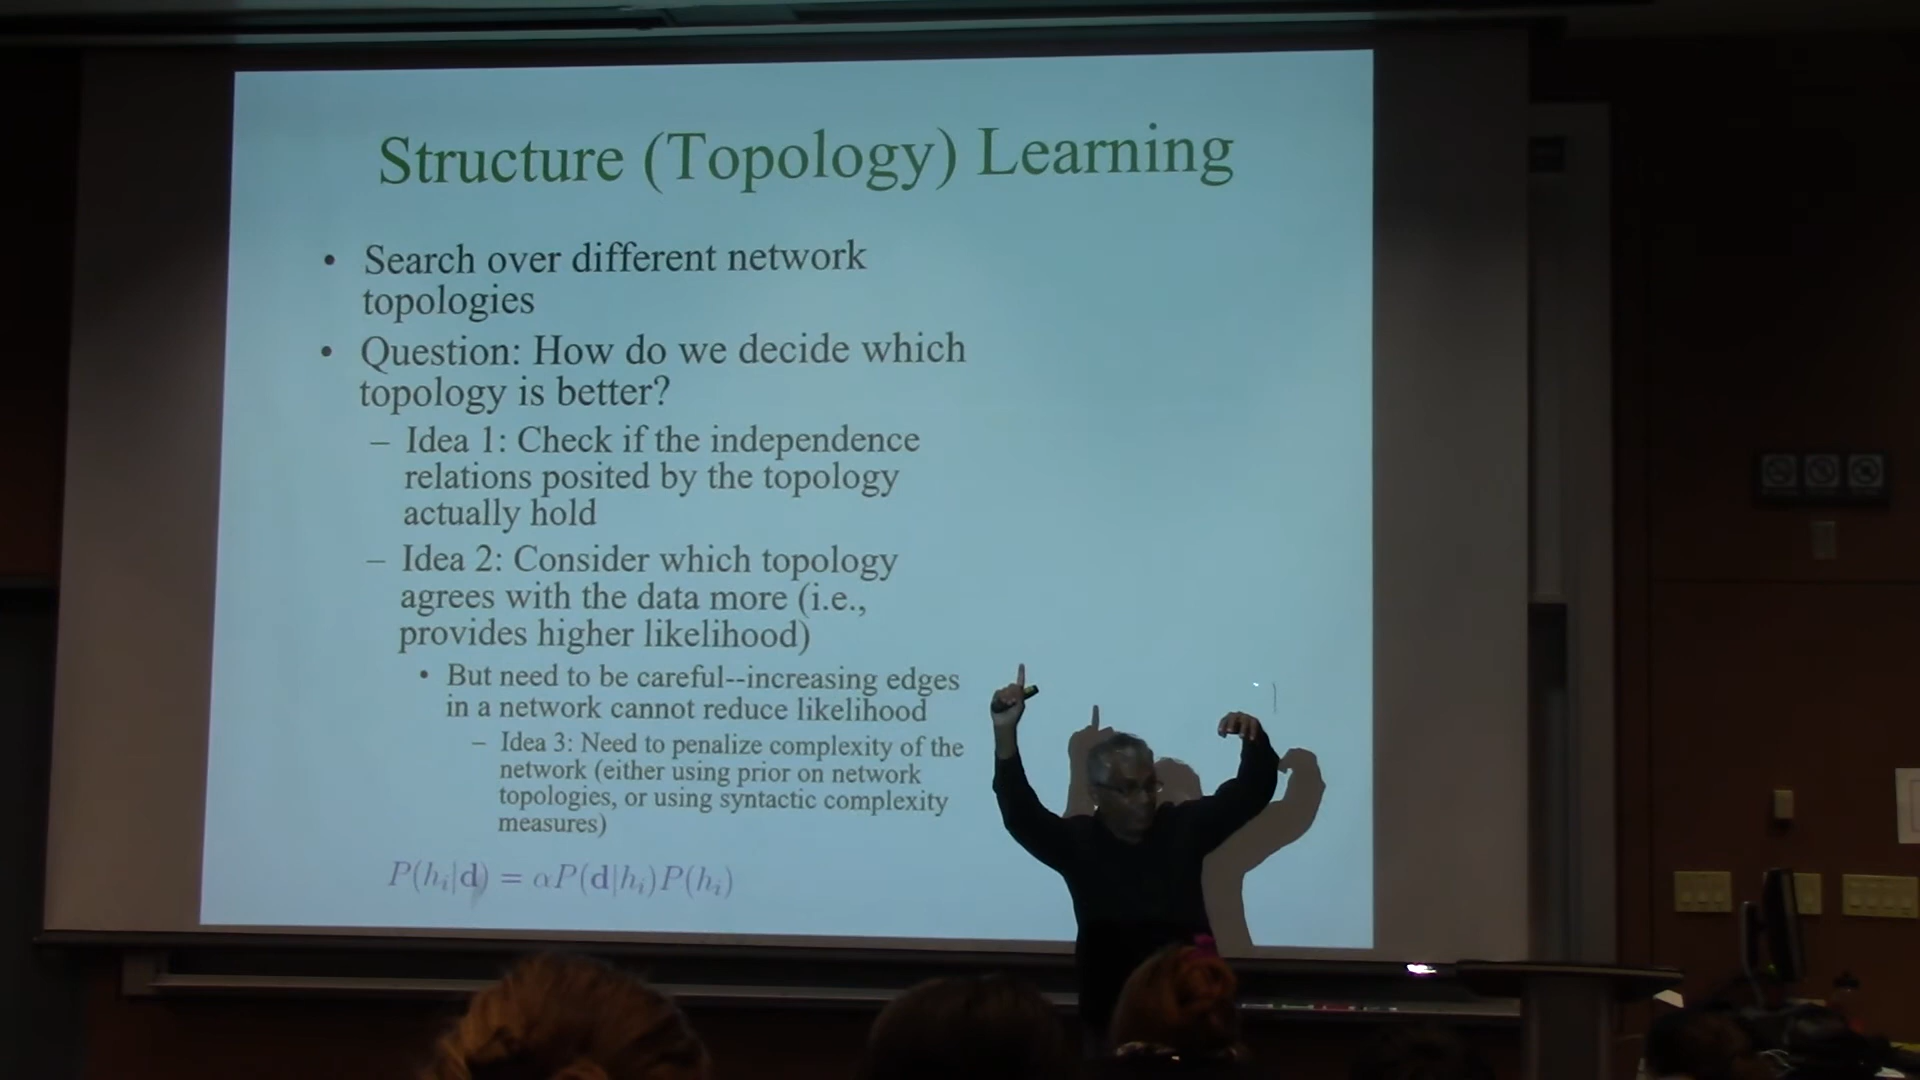 Structure (Topology) Learning
• Search over different network
topologies
• Question: How do we decide which
topology is better?
– Idea 1: Check if the independence
relations posited by the topology
actually hold
– Idea 2: Consider which topology
agrees with the data more (i.e.,
provides higher likelihood)
• But need to be careful--increasing edges
in a network cannot reduce likelihood
– Idea 3: Need to penalize complexity of the
network (either using prior on network
topologies, or using syntactic complexity
measures)
P(hᵢ|d) = αP(d|hᵢ)P(hᵢ)